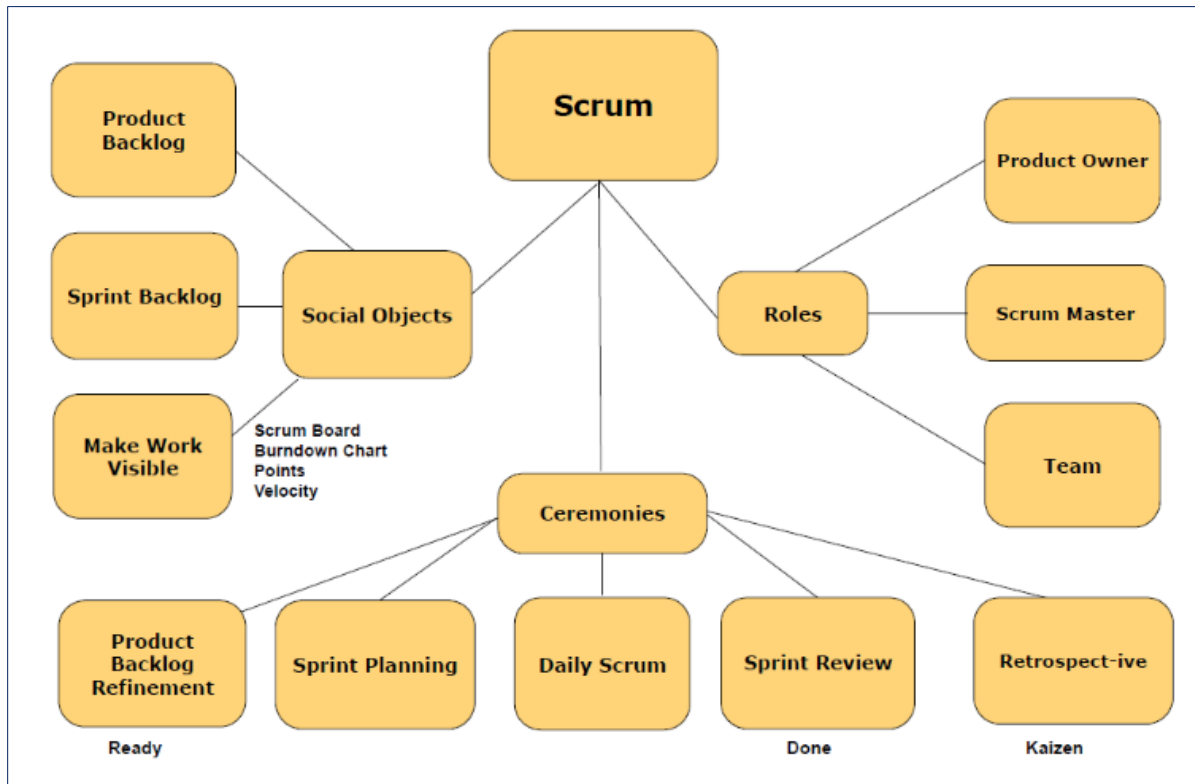 Scrum
Product
Backlog
Product Owner
Sprint Backlog
Social Objects
Roles
Scrum Master
Make Work
Visible
Scrum Board
Burndown Chart
Points
Velocity
Team
Ceremonies
Product
Backlog
Refinement
Sprint Planning
Daily Scrum
Sprint Review
Retrospect-ive
Ready
Done
Kaizen